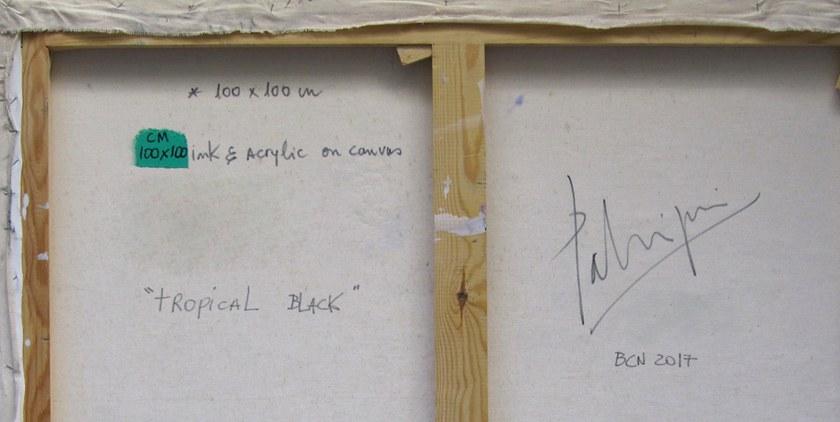 * 100 x 100 cm
CM
100x100 ink & Acrylic on canvas
"tROPiCAL BLACK"
BCN 2017